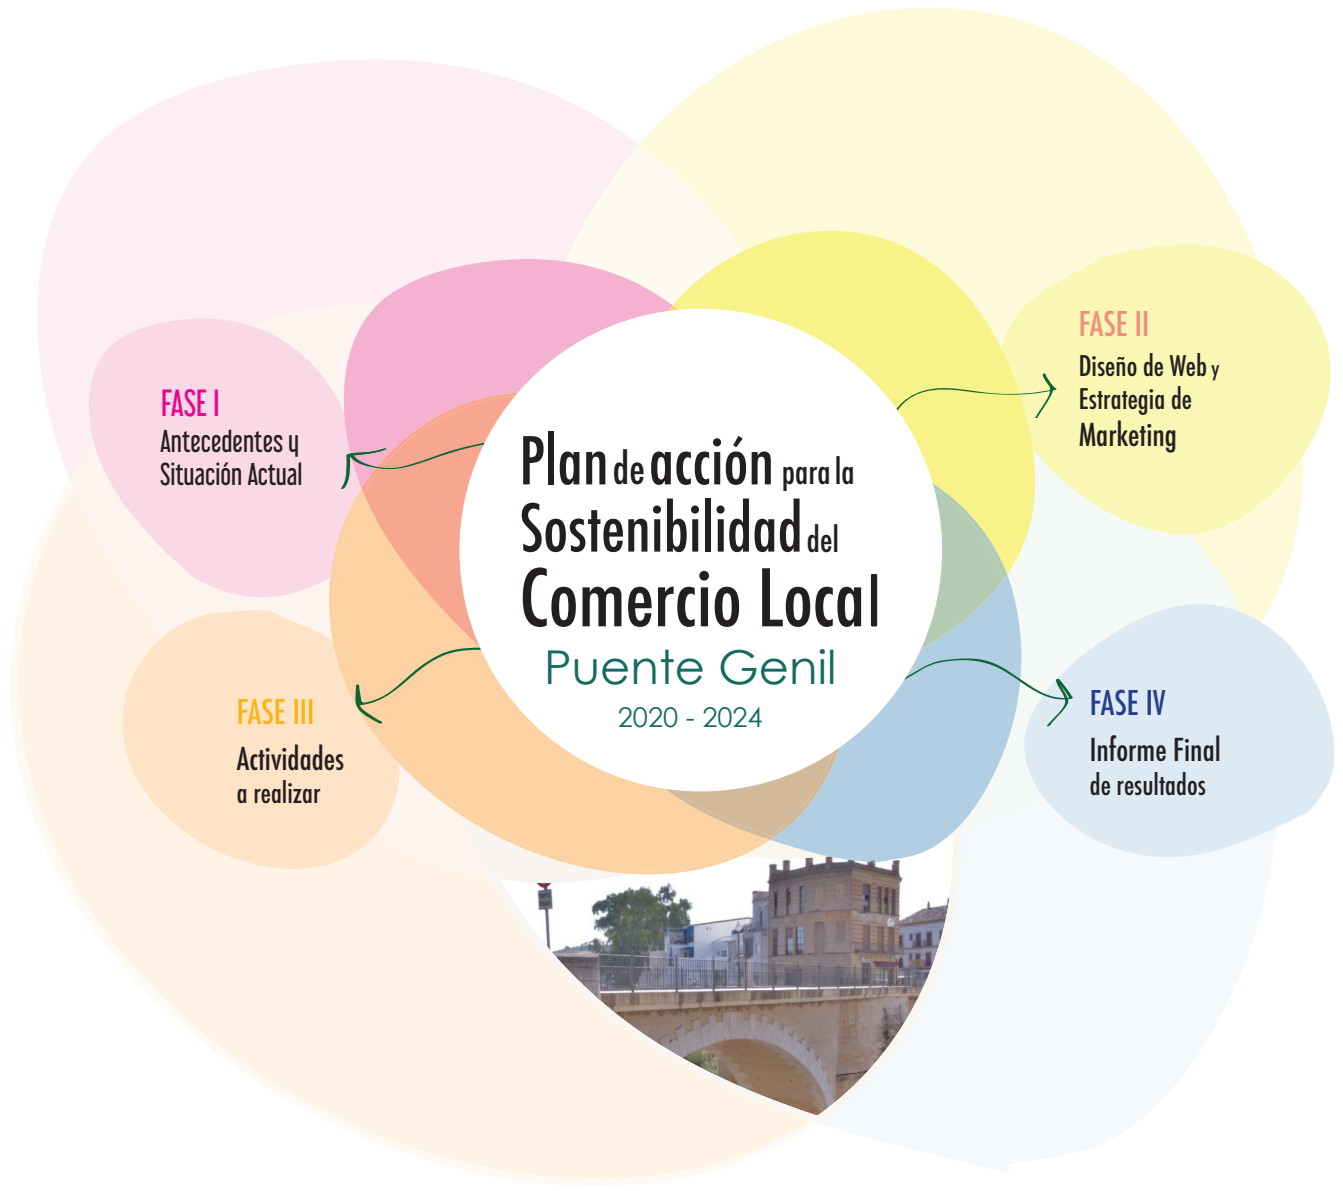 FASE I
Antecedentes y
Situación Actual
FASE II
Diseño de Web y
Estrategia de
Marketing
Plan de acción para la
Sostenibilidad del
Comercio Local
Puente Genil
2020 - 2024
FASE III
Actividades
a realizar
FASE IV
Informe Final
de resultados